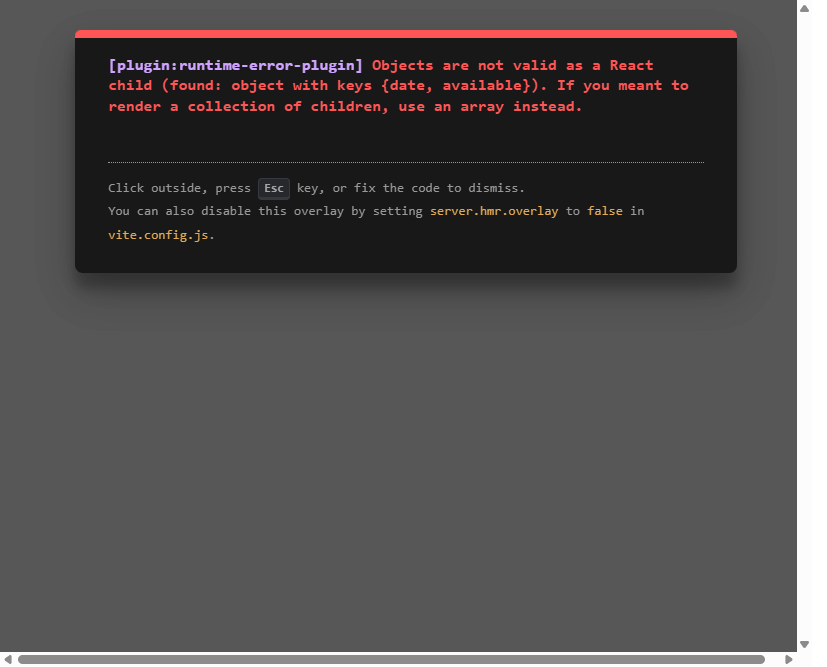 [plugin:runtime-error-plugin] Objects are not valid as a React
child (found: object with keys {date, available}). If you meant to
render a collection of children, use an array instead.
Click outside, press Esc key, or fix the code to dismiss.
You can also disable this overlay by setting server.hmr.overlay to false in
vite.config.js.